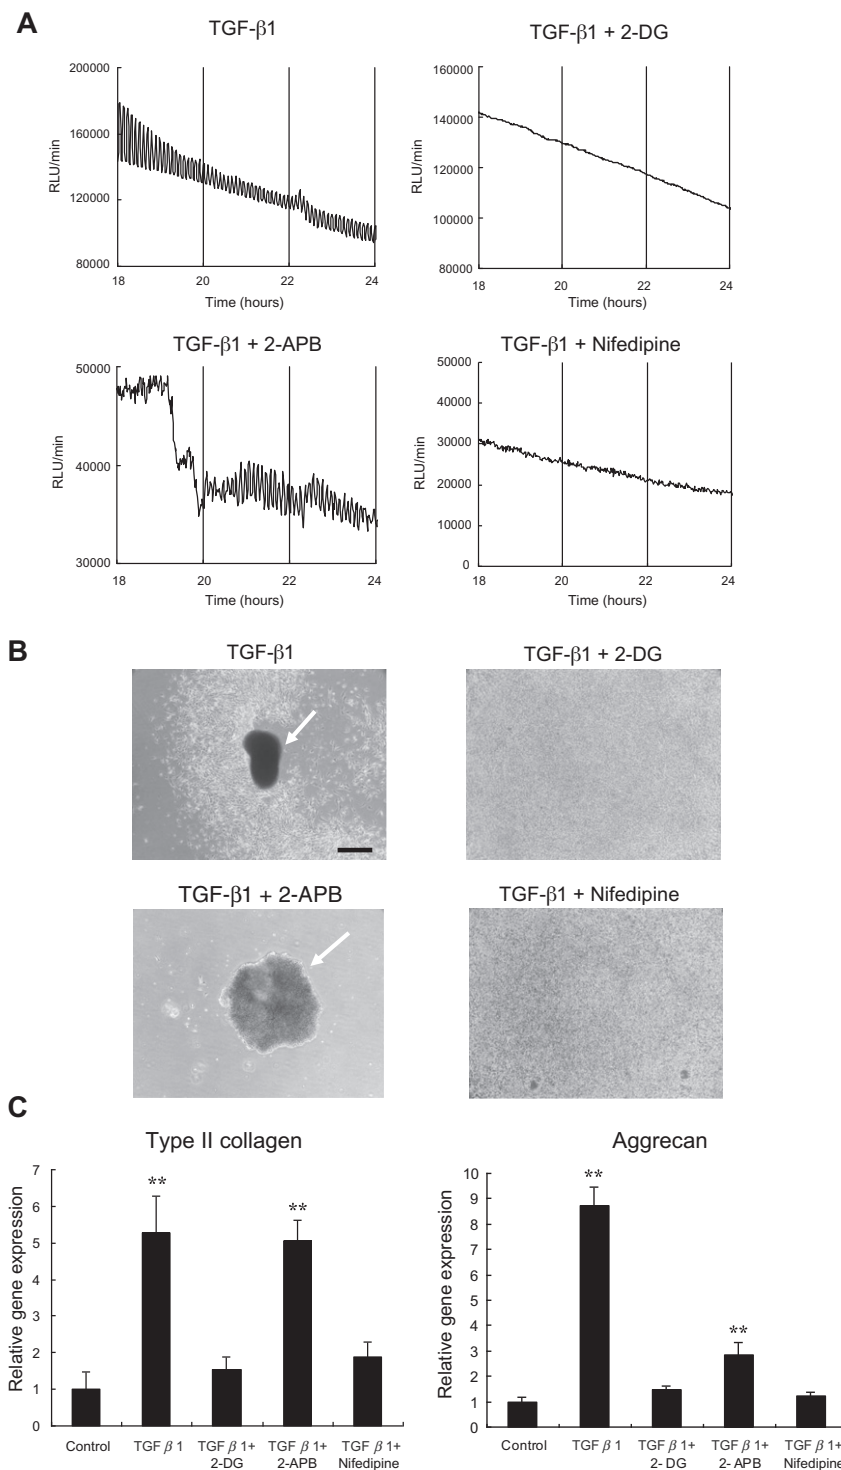 A
TGF-β1
200000
160000
120000
80000
RLU/min
18 20 22 24
Time (hours)
TGF-β1 + 2-DG
160000
140000
120000
100000
80000
RLU/min
18 20 22 24
Time (hours)
TGF-β1 + 2-APB
50000
40000
30000
RLU/min
18 20 22 24
Time (hours)
TGF-β1 + Nifedipine
50000
40000
30000
20000
10000
0
RLU/min
18 20 22 24
Time (hours)
B
TGF-β1
TGF-β1 + 2-DG
TGF-β1 + 2-APB
TGF-β1 + Nifedipine
C
Type II collagen
7
6
5
4
3
2
1
0
Relative gene expression
**
**
Control TGF β 1 TGF β 1+ TGF β 1+ TGF β 1+
2-DG 2-APB Nifedipine
Aggrecan
10
9
8
7
6
5
4
3
2
1
0
Relative gene expression
**
**
Control TGF β 1 TGF β 1+ TGF β 1+ TGF β 1+
2- DG 2- APB Nifedipine